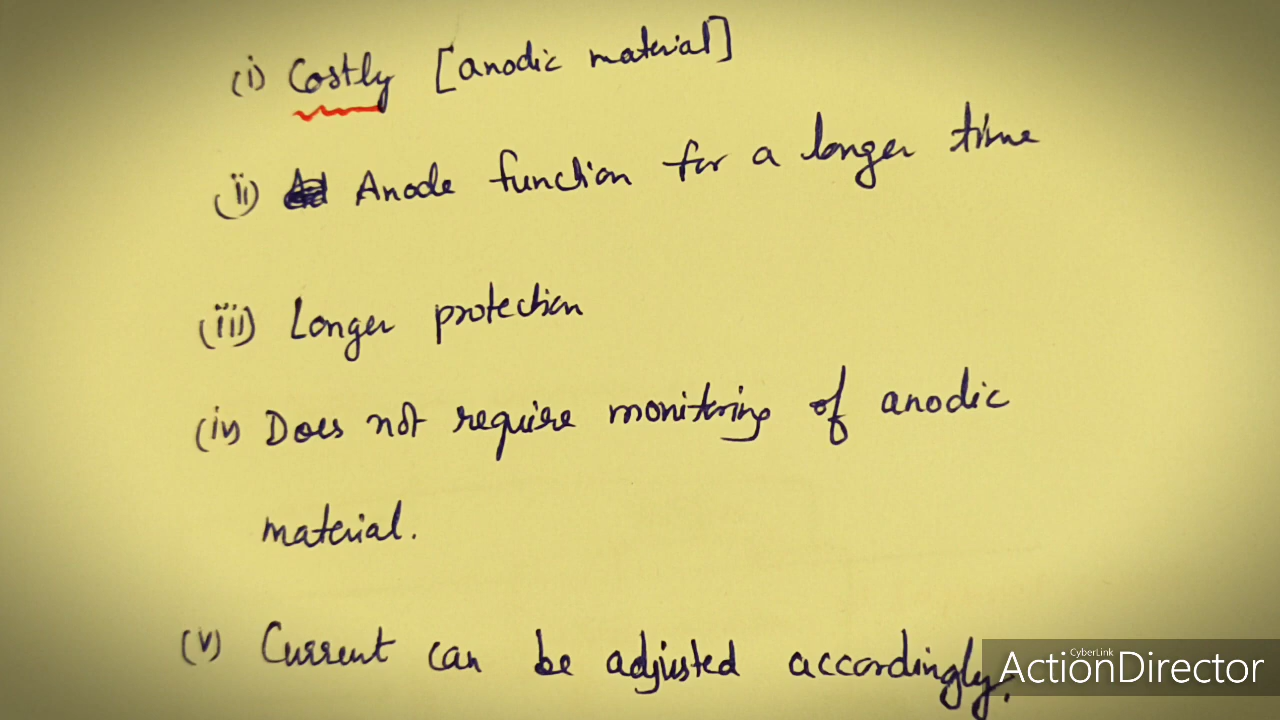 (i) Costly [anodic material]
(ii) Anode function for a longer time
(iii) Longer protection
(iv) Does not require monitoring of anodic
material.
(v) Current can be adjusted accordingly.
CyberLink
ActionDirector